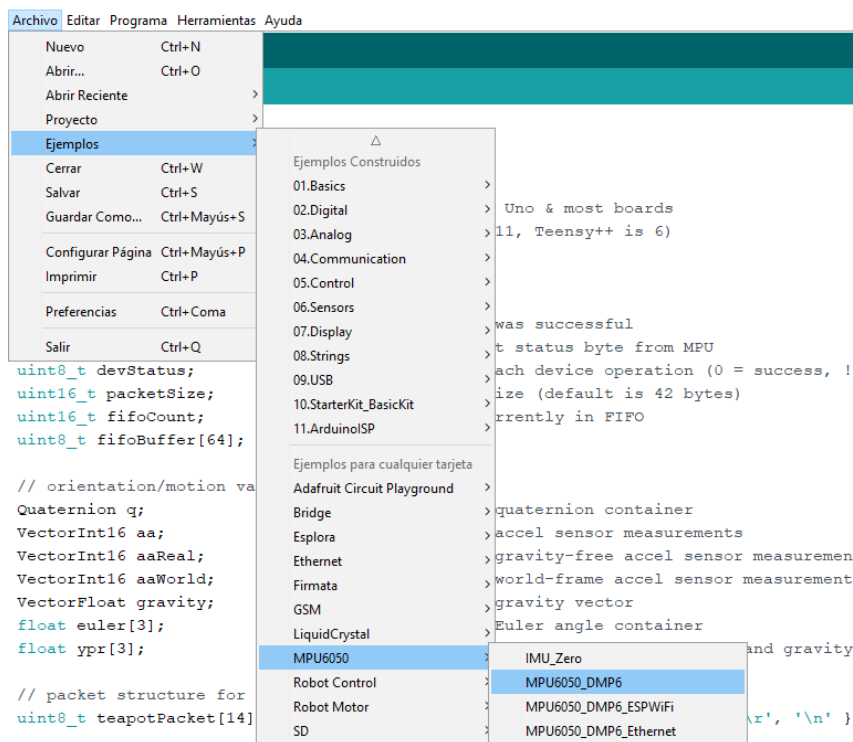 Archivo Editar Programa Herramientas Ayuda
Nuevo Ctrl+N
Abrir... Ctrl+O
Abrir Reciente
Proyecto
Ejemplos
Cerrar Ctrl+W
Salvar Ctrl+S
Guardar Como... Ctrl+Mayús+S
Configurar Página Ctrl+Mayús+P
Imprimir Ctrl+P
Preferencias Ctrl+Coma
Salir Ctrl+Q
Ejemplos Construidos
01.Basics
02.Digital
03.Analog
04.Communication
05.Control
06.Sensors
07.Display
08.Strings
09.USB
10.StarterKit_BasicKit
11.ArduinoISP
Ejemplos para cualquier tarjeta
Adafruit Circuit Playground
Bridge
Esplora
Ethernet
Firmata
GSM
LiquidCrystal
MPU6050
Robot Control
Robot Motor
SD
IMU_Zero
MPU6050_DMP6
MPU6050_DMP6_ESPWiFi
MPU6050_DMP6_Ethernet
Uno & most boards
11, Teensy++ is 6)
was successful
t status byte from MPU
uint8_t devStatus; ach device operation (0 = success, !
uint16_t packetSize; ize (default is 42 bytes)
uint16_t fifoCount; rrently in FIFO
uint8_t fifoBuffer[64];
// orientation/motion va
Quaternion q; quaternion container
VectorInt16 aa; accel sensor measurements
VectorInt16 aaReal; gravity-free accel sensor measuremen
VectorInt16 aaWorld; world-frame accel sensor measurement
VectorFloat gravity; gravity vector
float euler[3]; Euler angle container
float ypr[3]; and gravity
// packet structure for
uint8_t teapotPacket[14] \r', '\n' }